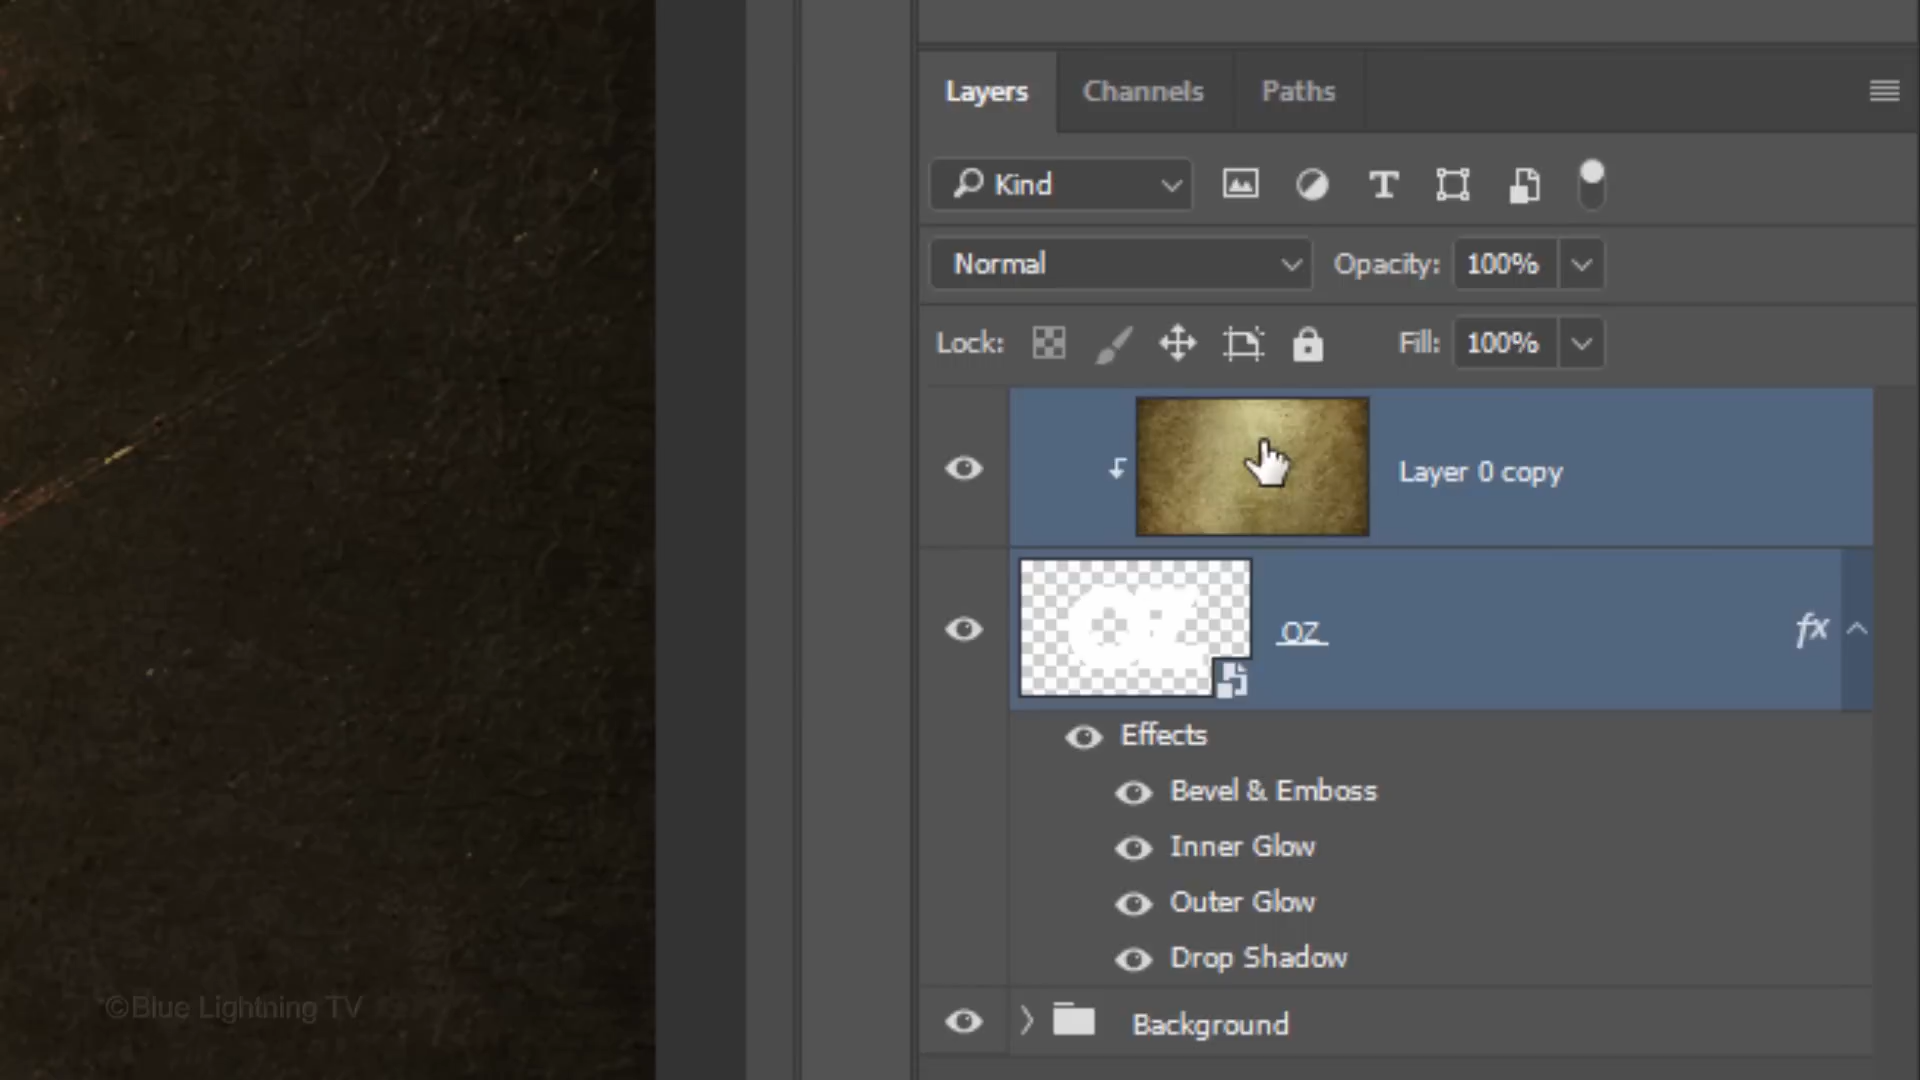 Layers Channels Paths
Kind
Normal Opacity: 100%
Lock: Fill: 100%
Layer 0 copy
OZ OZ fx
Effects
Bevel & Emboss
Inner Glow
Outer Glow
Drop Shadow
Background
©Blue Lightning TV